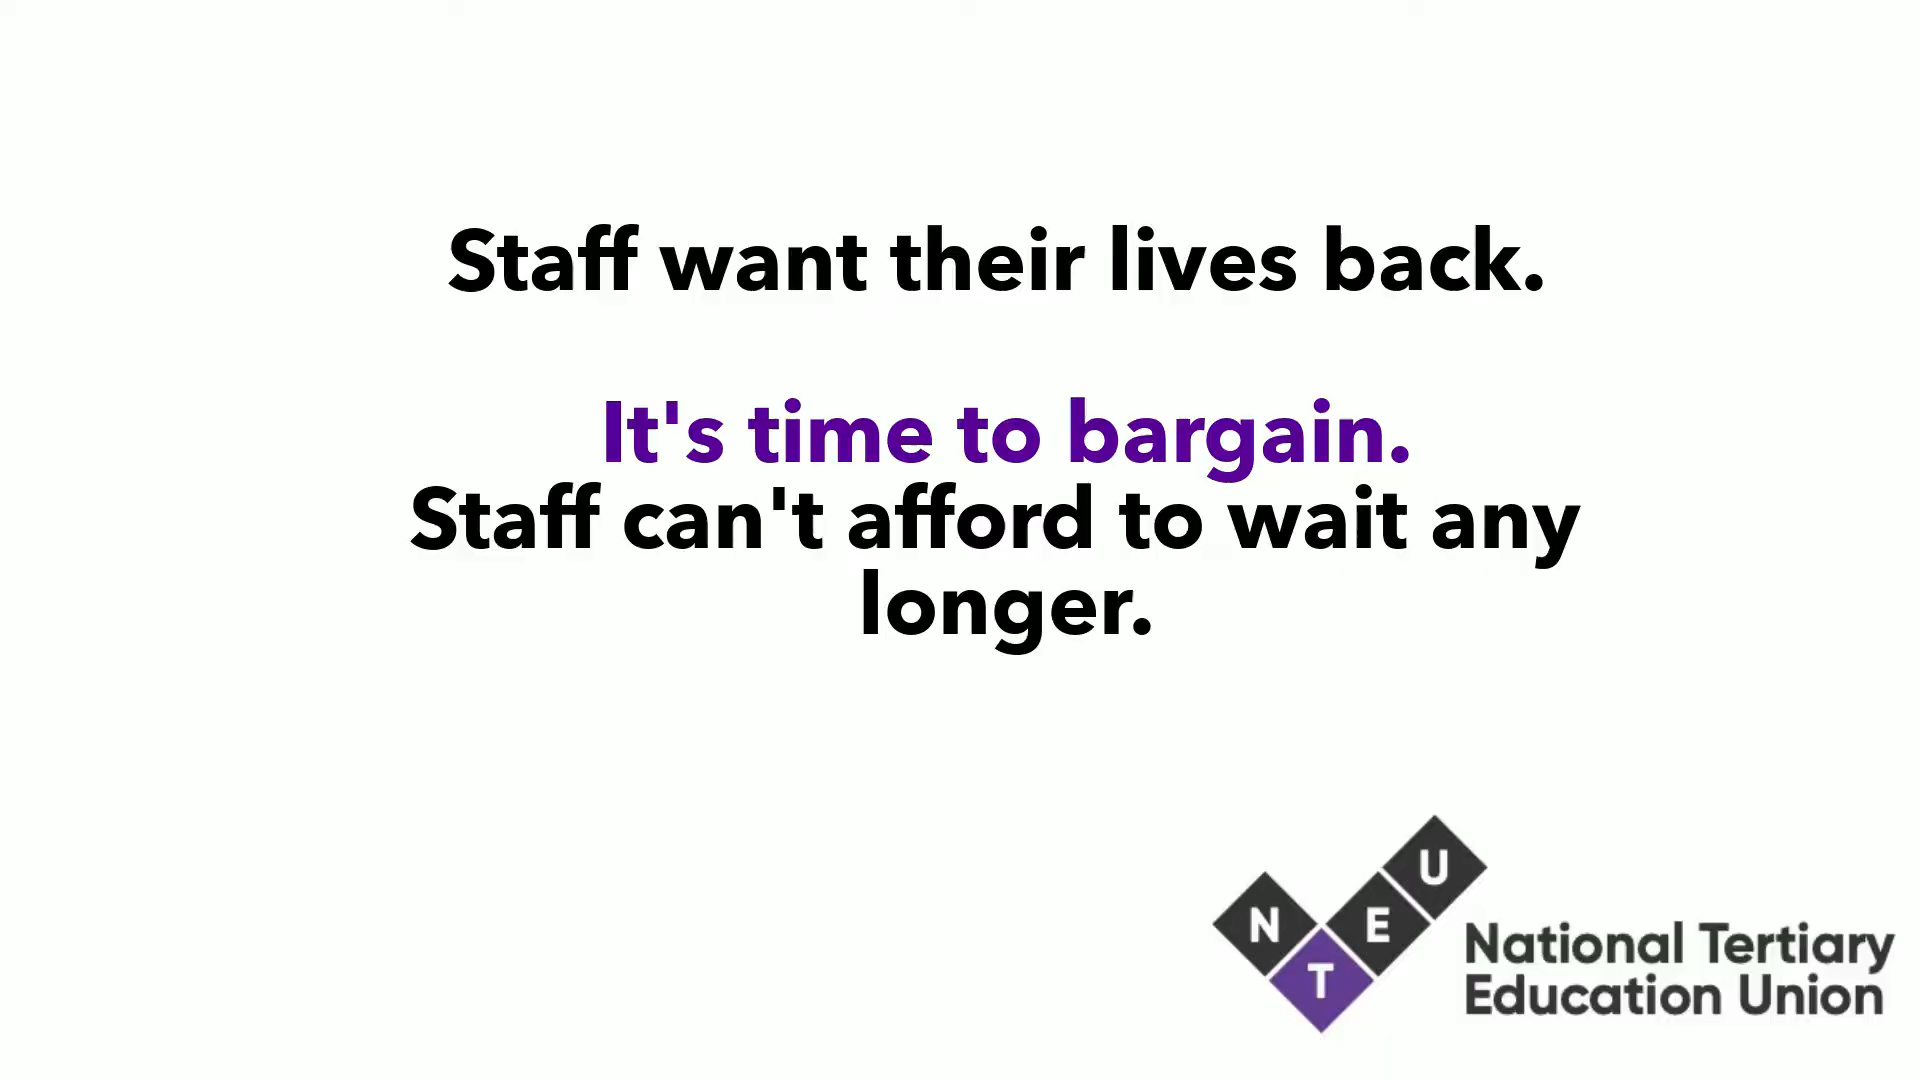 Staff want their lives back.
It's time to bargain.
Staff can't afford to wait any
longer.
N T E U
National Tertiary
Education Union